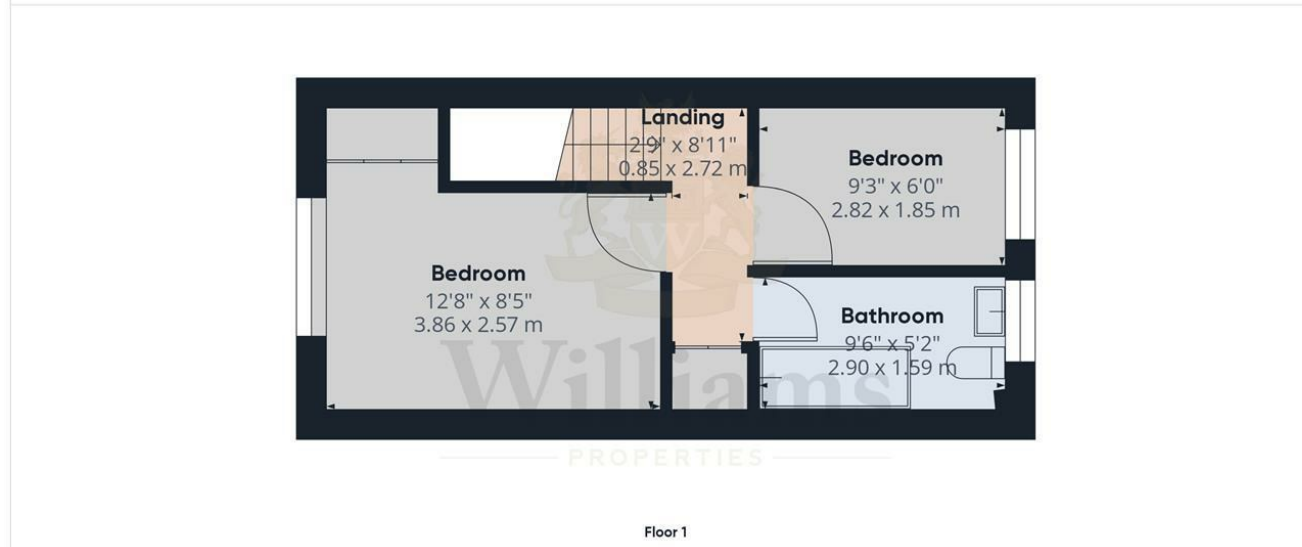 Landing
2'9" x 8'11"
0.85 x 2.72 m
Bedroom
9'3" x 6'0"
2.82 x 1.85 m
Bedroom
12'8" x 8'5"
3.86 x 2.57 m
Bathroom
9'6" x 5'2"
2.90 x 1.59 m
W
Williams
PROPERTIES
Floor 1